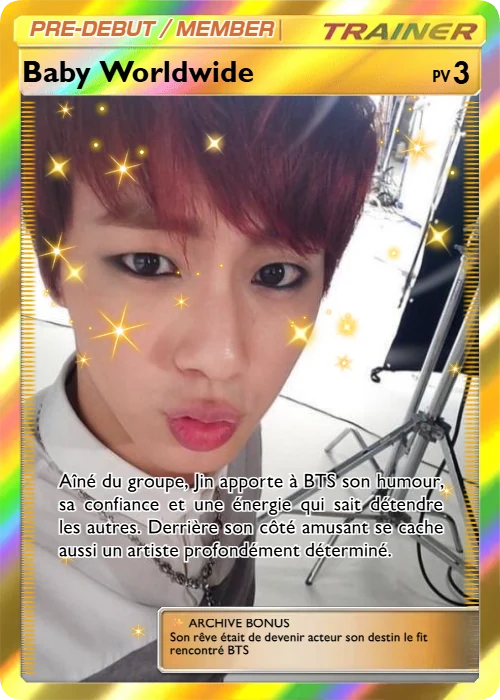 PRE-DEBUT / MEMBER
TRAINER
Baby Worldwide
PV 3
Aîné du groupe, Jin apporte à BTS son humour,
sa confiance et une énergie qui sait détendre
les autres. Derrière son côté amusant se cache
aussi un artiste profondément déterminé.
ARCHIVE BONUS
Son rêve était de devenir acteur son destin le fit
rencontré BTS